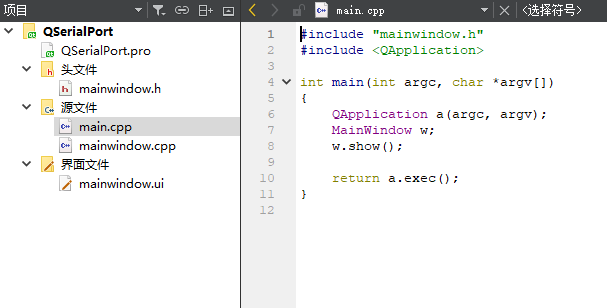 项目
main.cpp
<选择符号>
QSerialPort
QSerialPort.pro
头文件
mainwindow.h
源文件
main.cpp
mainwindow.cpp
界面文件
mainwindow.ui
1 #include "mainwindow.h"
2 #include <QApplication>
3
4 int main(int argc, char *argv[])
5 {
6 QApplication a(argc, argv);
7 MainWindow w;
8 w.show();
9
10 return a.exec();
11 }
12